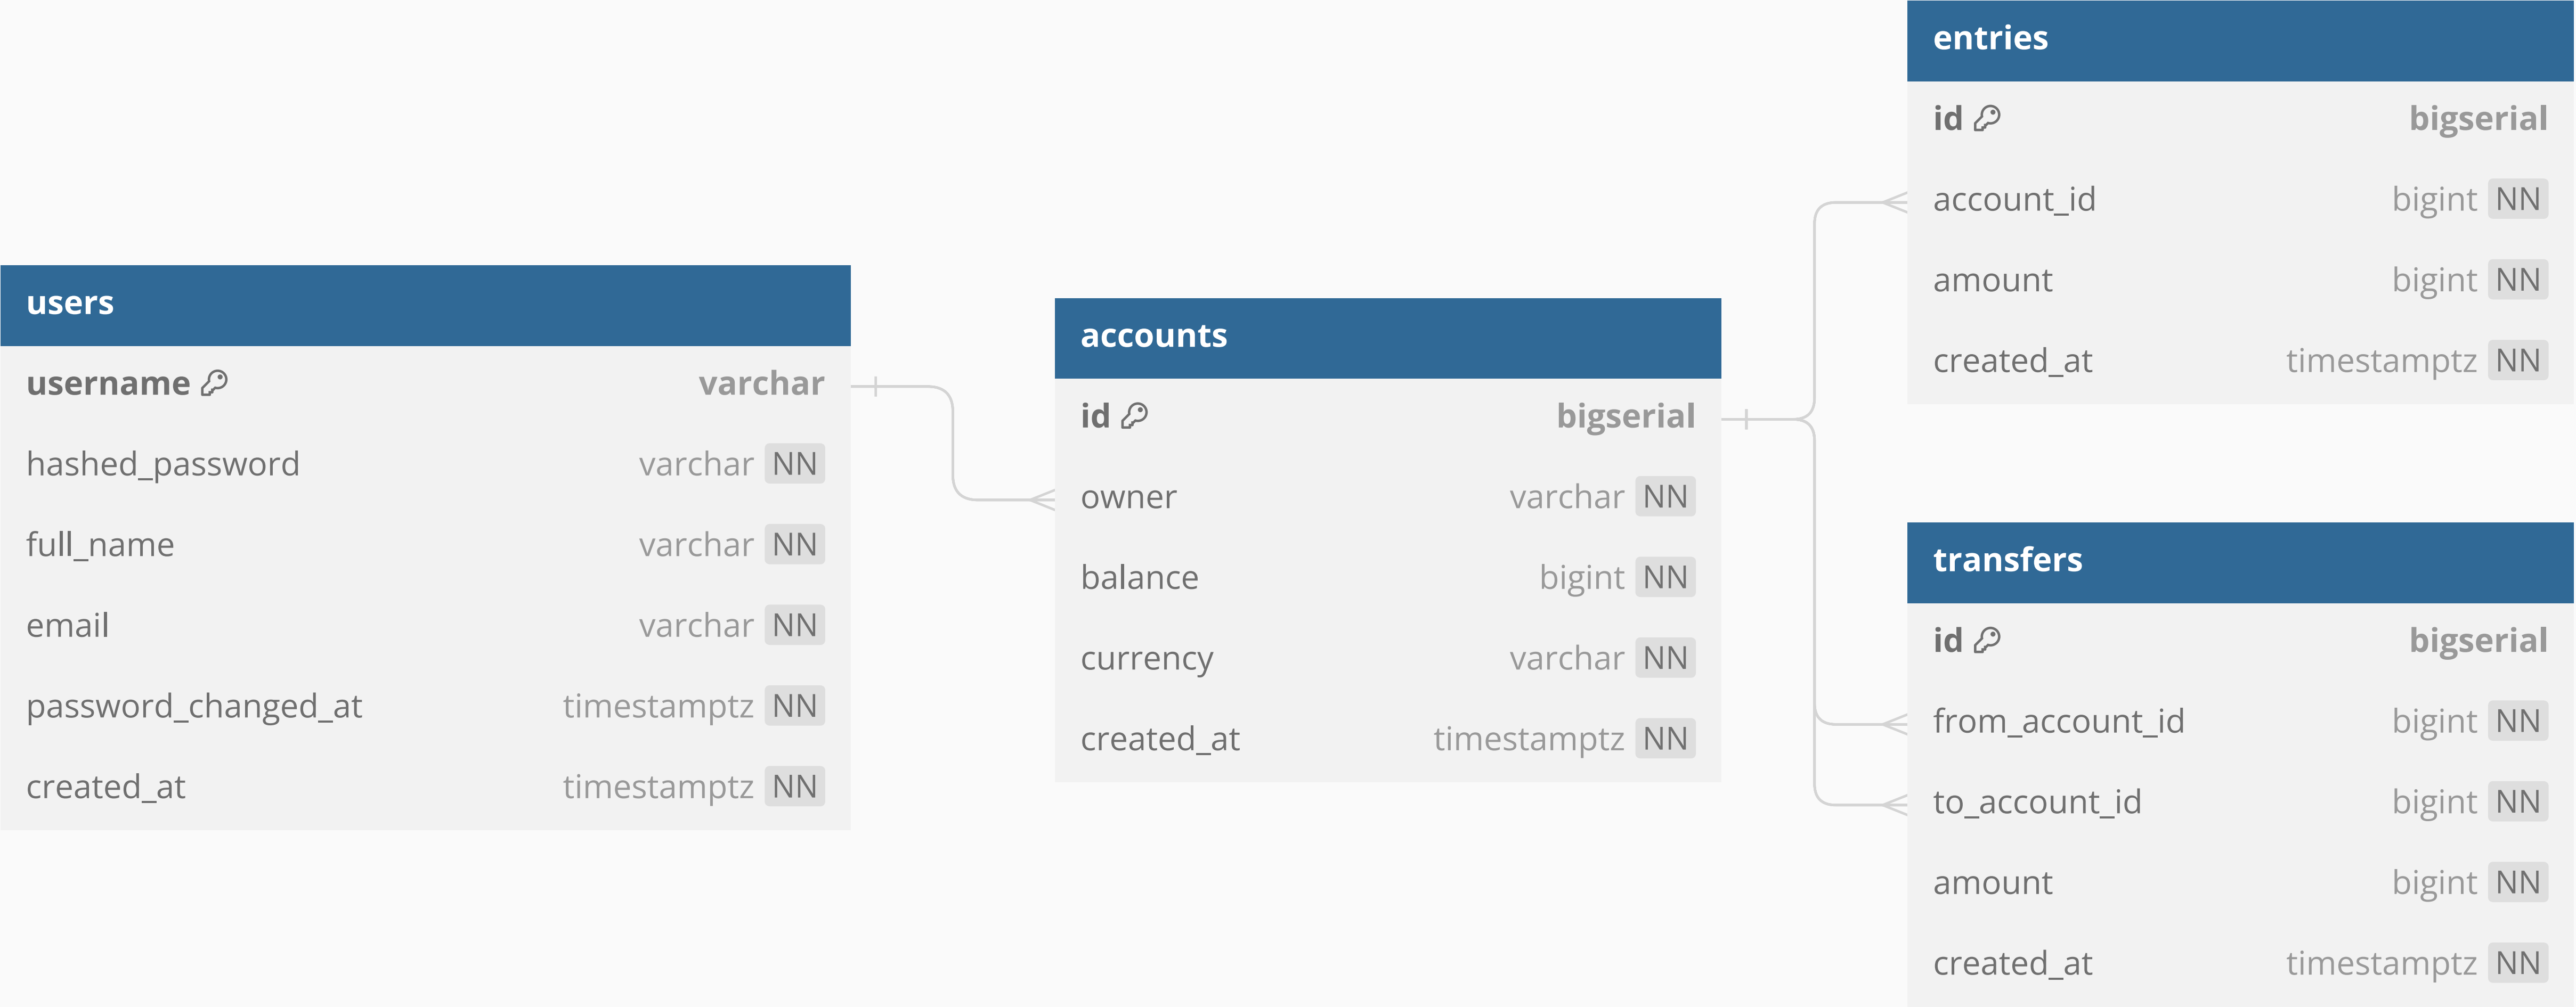 users
username varchar
hashed_password varchar NN
full_name varchar NN
email varchar NN
password_changed_at timestamptz NN
created_at timestamptz NN
accounts
id bigserial
owner varchar NN
balance bigint NN
currency varchar NN
created_at timestamptz NN
entries
id bigserial
account_id bigint NN
amount bigint NN
created_at timestamptz NN
transfers
id bigserial
from_account_id bigint NN
to_account_id bigint NN
amount bigint NN
created_at timestamptz NN